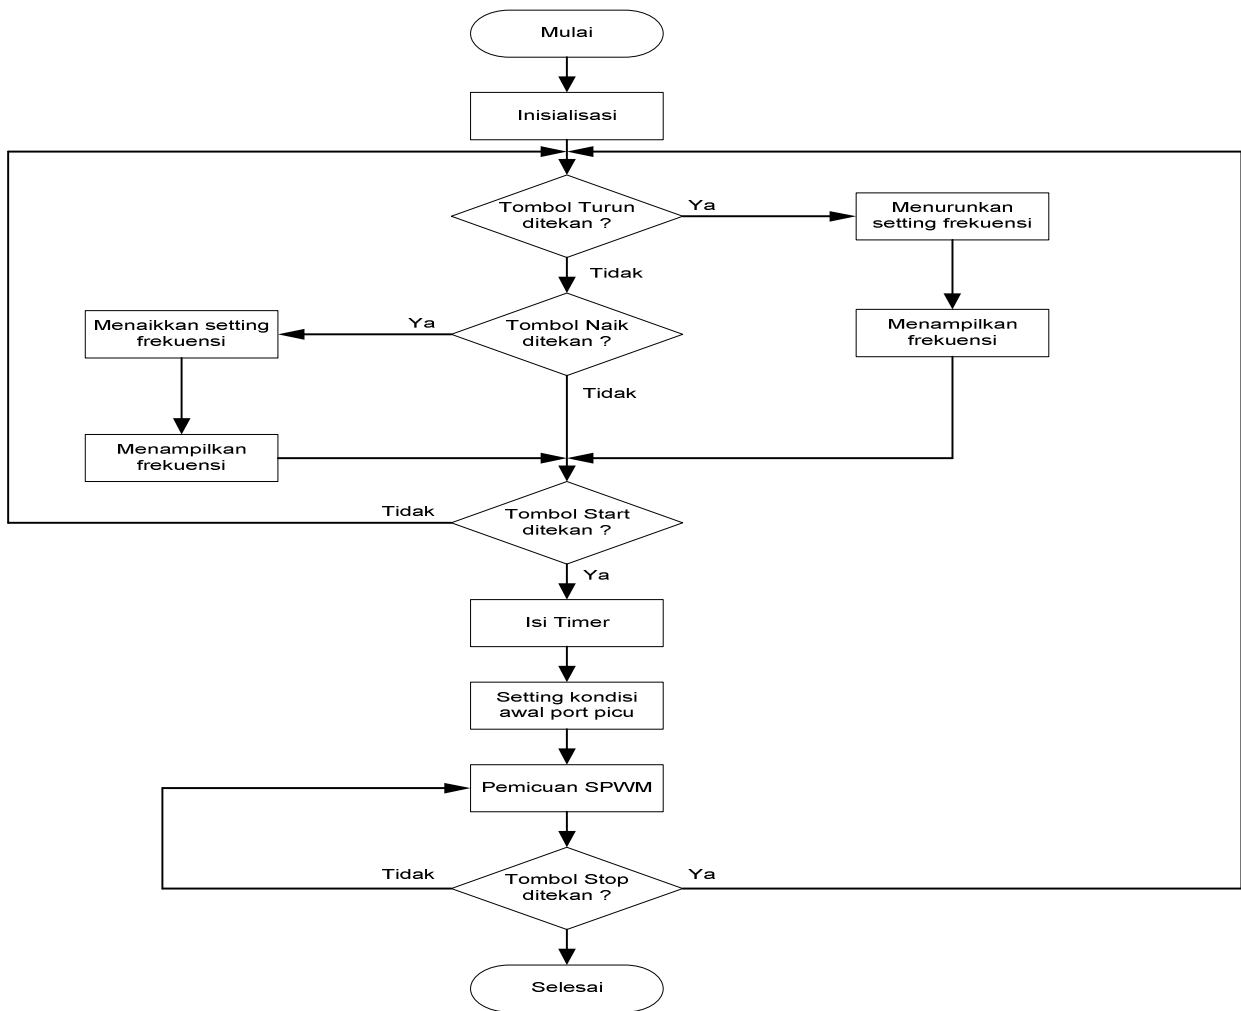 Mulai
Inisialisasi
Tombol Turun
ditekan ?
Ya
Menurunkan
setting frekuensi
Tidak
Menaikkan setting
frekuensi
Ya
Tombol Naik
ditekan ?
Menampilkan
frekuensi
Tidak
Menampilkan
frekuensi
Tidak
Tombol Start
ditekan ?
Ya
Isi Timer
Setting kondisi
awal port picu
Pemicuan SPWM
Tidak
Tombol Stop
ditekan ?
Ya
Selesai